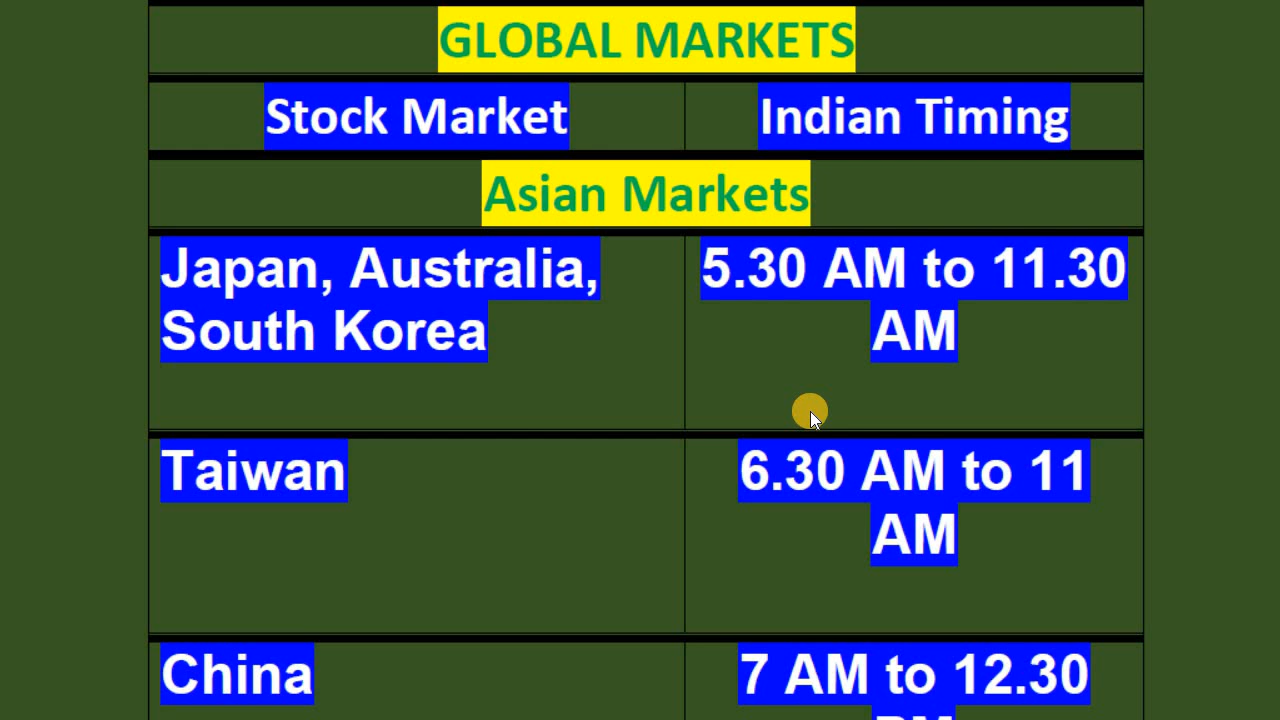 GLOBAL MARKETS
Stock Market
Indian Timing
Asian Markets
Japan, Australia,
South Korea
5.30 AM to 11.30
AM
Taiwan
6.30 AM to 11
AM
China
7 AM to 12.30